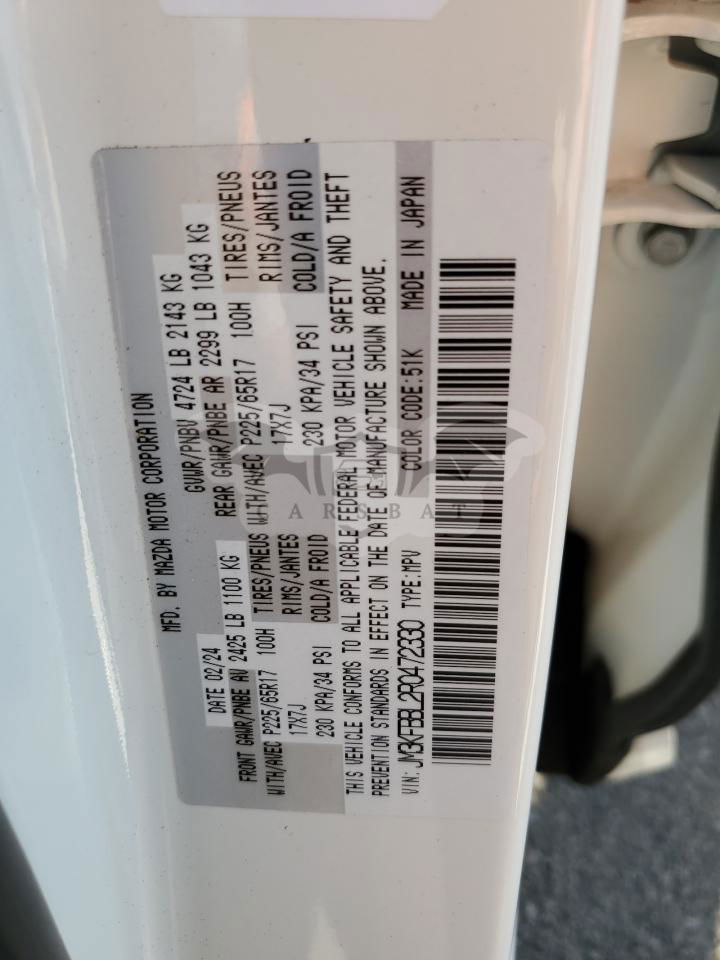 MFD. BY MAZDA MOTOR CORPORATION
DATE 02/24 GVWR/PNBV 4724 LB 2143 KG
FRONT GAWR/PNBE AV 2425 LB 1100 KG REAR GAWR/PNBE AR 2299 LB 1043 KG
WITH/AVEC P225/65R17 100H TIRES/PNEUS WITH/AVEC P225/65R17 100H TIRES/PNEUS
17X7J RIMS/JANTES 17X7J RIMS/JANTES
230 KPA/34 PSI COLD/A FROID 230 KPA/34 PSI COLD/A FROID
THIS VEHICLE CONFORMS TO ALL APPLICABLE FEDERAL MOTOR VEHICLE SAFETY AND THEFT
PREVENTION STANDARDS IN EFFECT ON THE DATE OF MANUFACTURE SHOWN ABOVE.
VIN: JM3KFBBL2R0472330 TYPE:MPV COLOR CODE:51K MADE IN JAPAN
CARSBAT